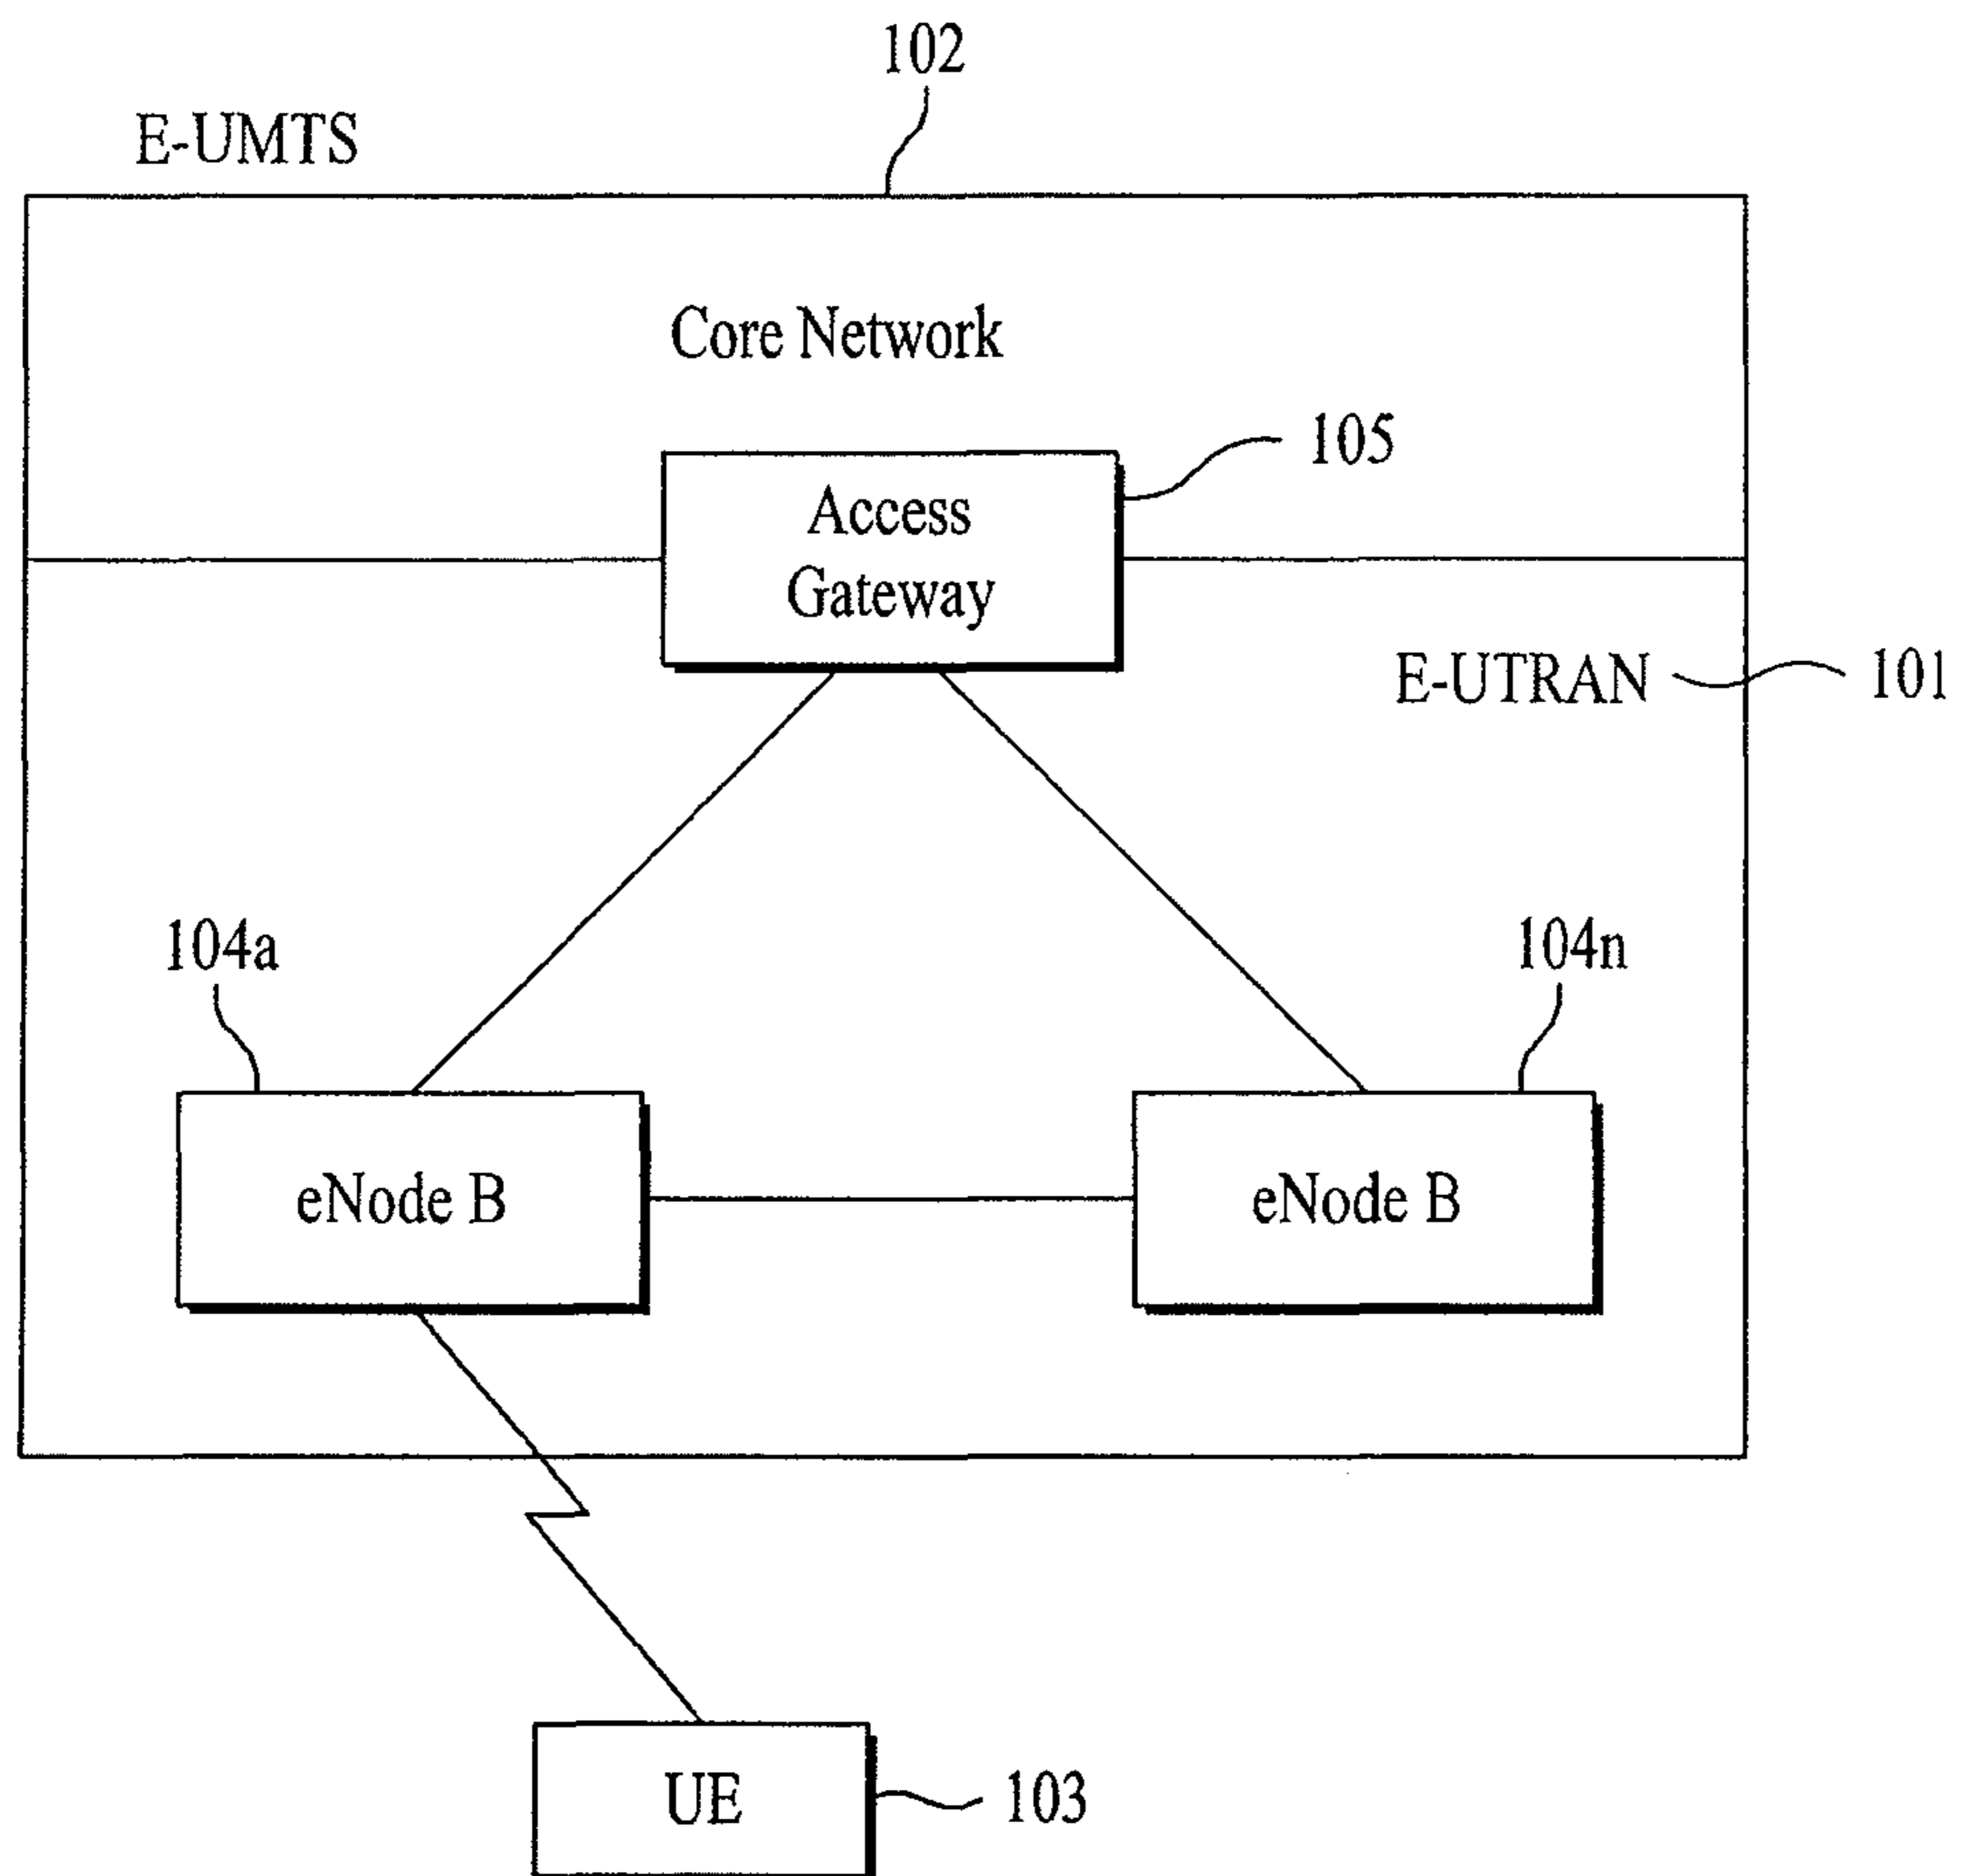 102
E-UMTS
Core Network
105
Access
Gateway
E-UTRAN
101
104a
104n
eNode B
eNode B
UE
103